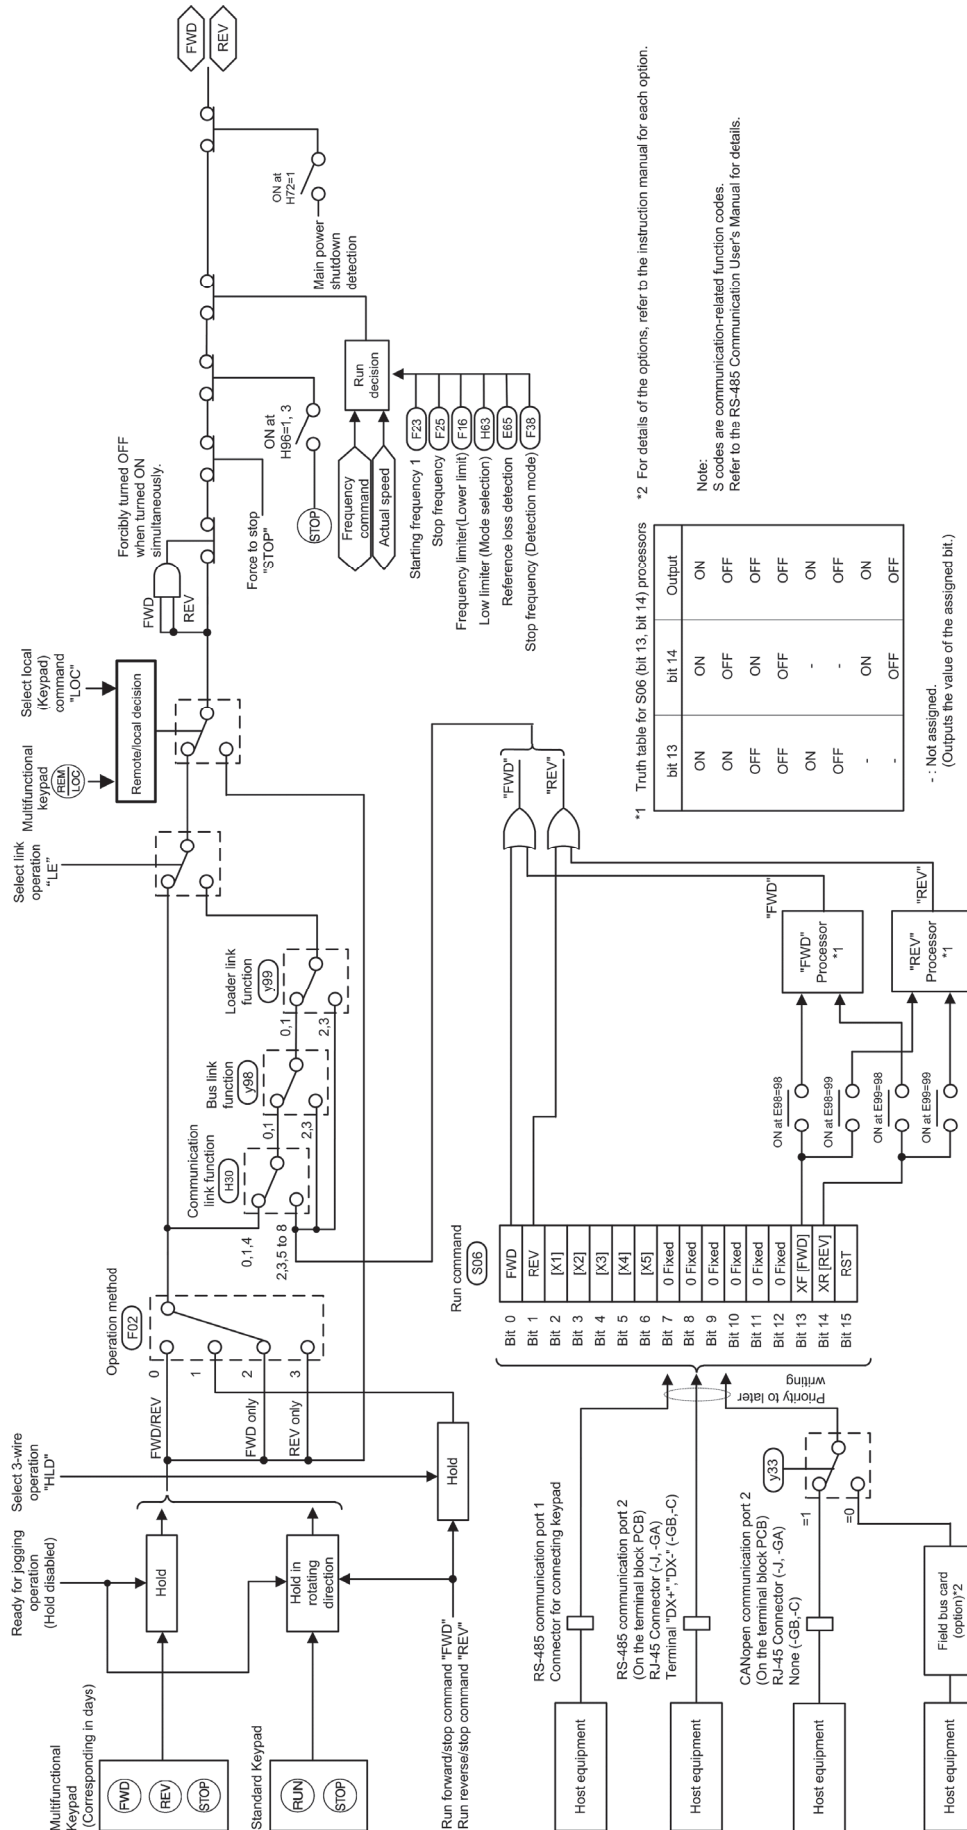 Multifunctional
Keypad
(Corresponding in days)
FWD
REV
STOP
Standard Keypad
RUN
STOP
Ready for jogging
operation
(Hold disabled)
Hold
Hold in
rotating
direction
Run forward/stop command "FWD"
Run reverse/stop command "REV"
Select 3-wire
operation
"HLD"
Hold
Operation method
F02
0
1
2
3
FWD/REV
FWD only
REV only
Communication
link function
H30
0,1,4
2,3,5 to 8
Bus link
function
y98
0,1
2,3
Loader link
function
y99
0,1
2,3
Select link
operation
"LE"
Multifunctional
keypad
REM
LOC
Select local
(Keypad)
command
"LOC"
Remote/local decision
FWD
REV
Forcibly turned OFF
when turned ON
simultaneously.
Force to stop
"STOP"
ON at
H96=1, 3
STOP
Frequency
command
Actual speed
Run
decision
Starting frequency 1
F23
Stop frequency
F25
Frequency limiter(Lower limit)
F16
Low limiter (Mode selection)
H63
Reference loss detection
E65
Stop frequency (Detection mode)
F38
ON at
H72=1
Main power
shutdown
detection
FWD
REV
Host equipment
RS-485 communication port 1
Connector for connecting keypad
Host equipment
RS-485 communication port 2
(On the terminal block PCB)
RJ-45 Connector (-J, -GA)
Terminal "DX+","DX-" (-GB,-C)
Host equipment
CANopen communication port 2
(On the terminal block PCB)
RJ-45 Connector (-J, -GA)
None (-GB,-C)
Host equipment
Field bus card
(option)*2
y33
=1
=0
Priority to later
writing
Run command
S06
Bit 0 FWD
Bit 1 REV
Bit 2 [X1]
Bit 3 [X2]
Bit 4 [X3]
Bit 5 [X4]
Bit 6 [X5]
Bit 7 0 Fixed
Bit 8 0 Fixed
Bit 9 0 Fixed
Bit 10 0 Fixed
Bit 11 0 Fixed
Bit 12 0 Fixed
Bit 13 XF [FWD]
Bit 14 XR [REV]
Bit 15 RST
ON at E98=98
ON at E98=99
ON at E99=98
ON at E99=99
"FWD"
Processor
*1
"REV"
Processor
*1
"FWD"
"REV"
"FWD"
"REV"
*1 Truth table for S06 (bit 13, bit 14) processors
bit 13 bit 14 Output
ON ON ON
ON OFF OFF
OFF ON OFF
OFF OFF OFF
ON - ON
OFF - OFF
- ON ON
- OFF OFF
- : Not assigned.
(Outputs the value of the assigned bit.)
*2 For details of the options, refer to the instruction manual for each option.
Note:
S codes are communication-related function codes.
Refer to the RS-485 Communication User's Manual for details.